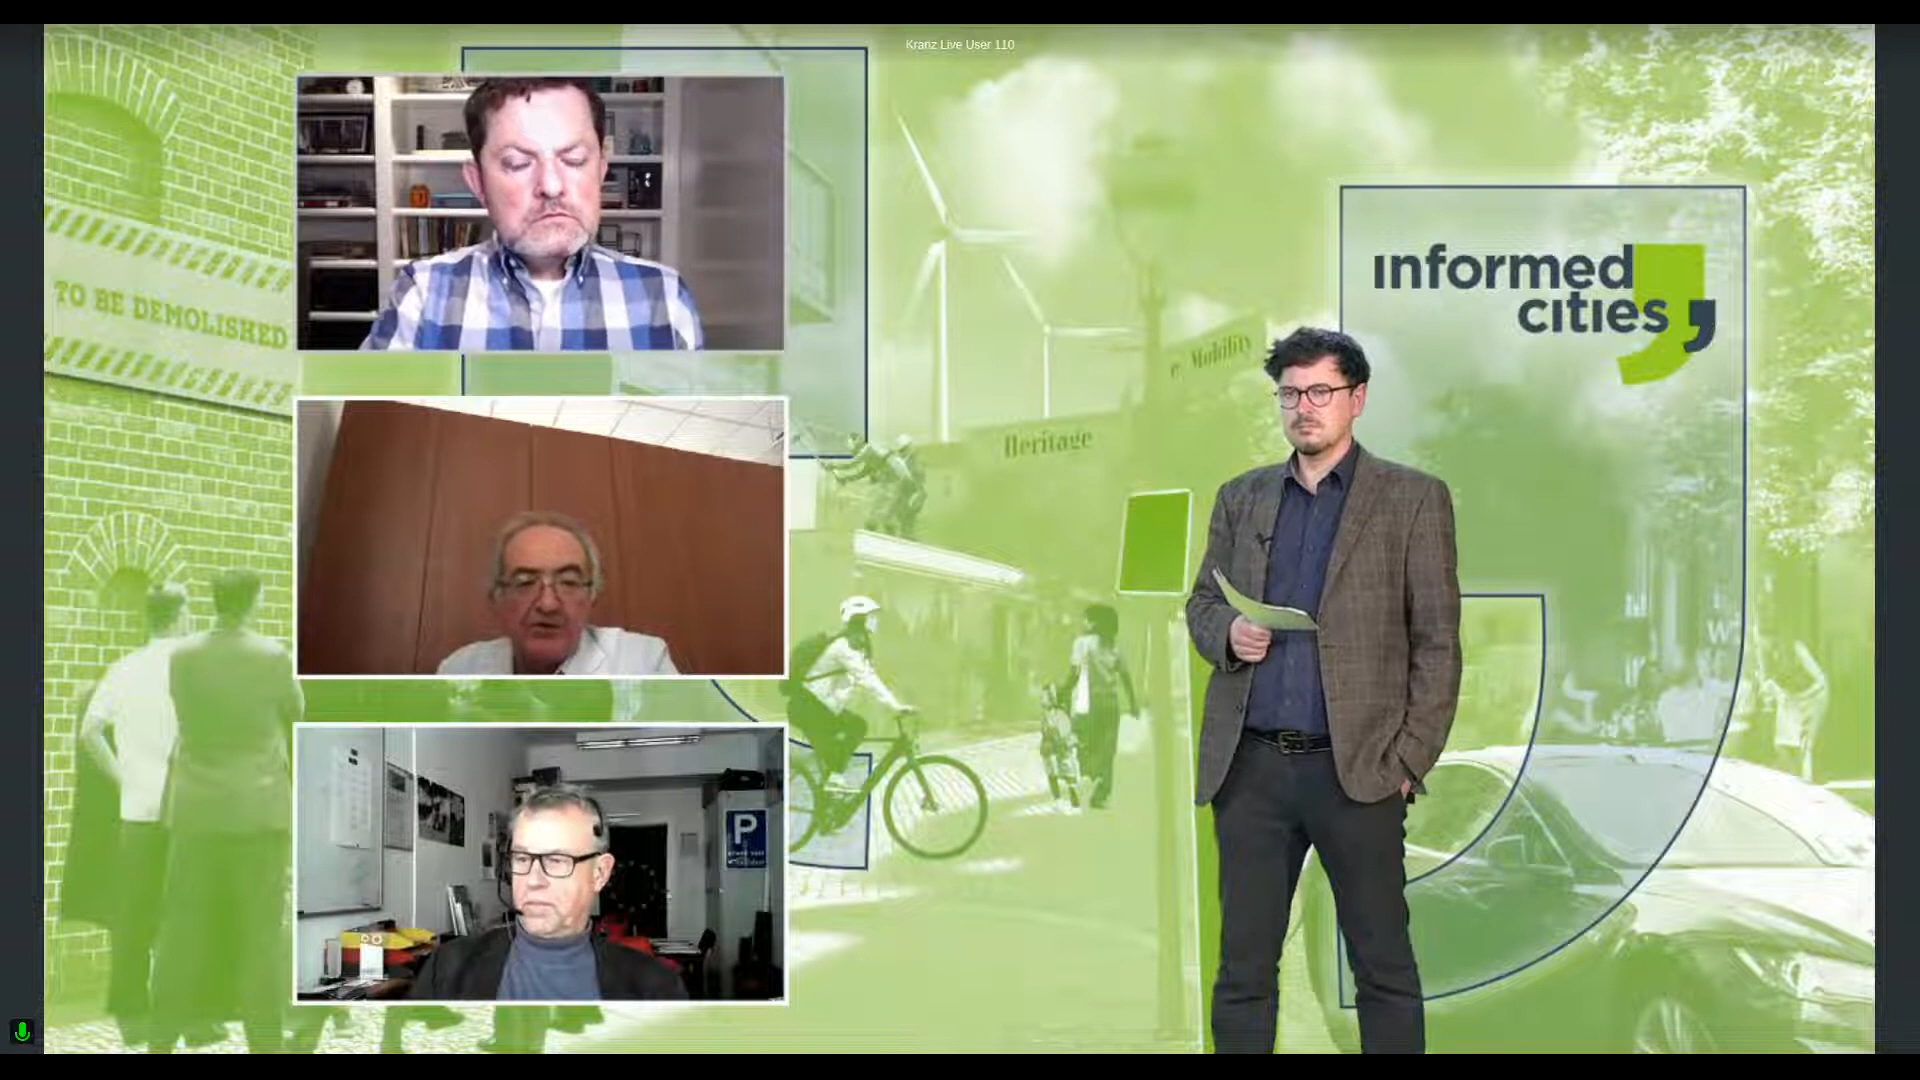 Kranz Live User 110
TO BE DEMOLISHED
Heritage
e Mobility
informed
cities
P
W